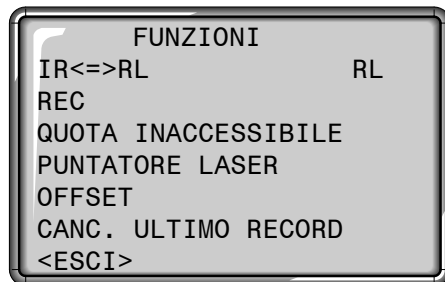 FUNZIONI
IR<=>RL RL
REC
QUOTA INACCESSIBILE
PUNTATORE LASER
OFFSET
CANC. ULTIMO RECORD
<ESCI>